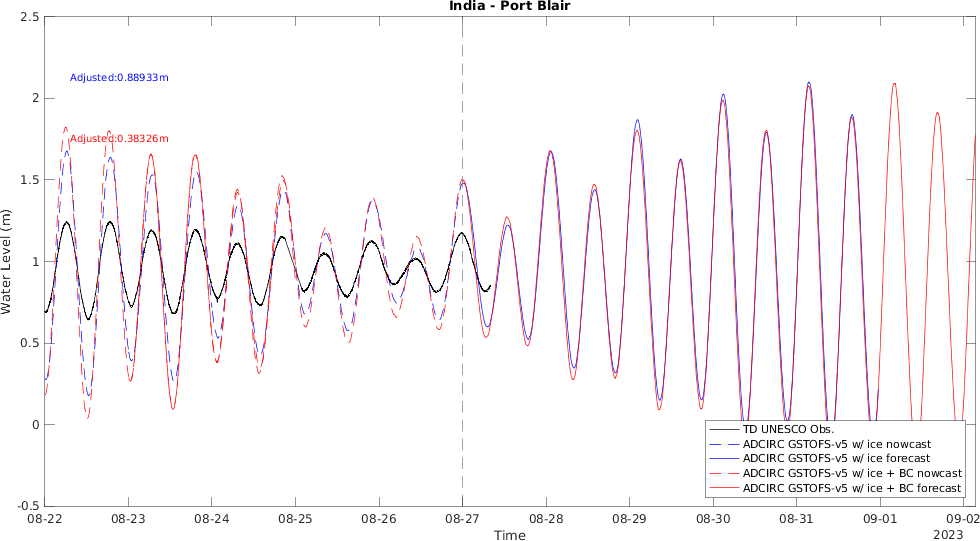 India - Port Blair
2.5
2
1.5
1
0.5
0
-0.5
Water Level (m)
Adjusted:0.88933m
Adjusted:0.38326m
TD UNESCO Obs.
ADCIRC GSTOFS-v5 w/ ice nowcast
ADCIRC GSTOFS-v5 w/ ice forecast
ADCIRC GSTOFS-v5 w/ ice + BC nowcast
ADCIRC GSTOFS-v5 w/ ice + BC forecast
08-22 08-23 08-24 08-25 08-26 08-27 08-28 08-29 08-30 08-31 09-01 09-02
Time
2023